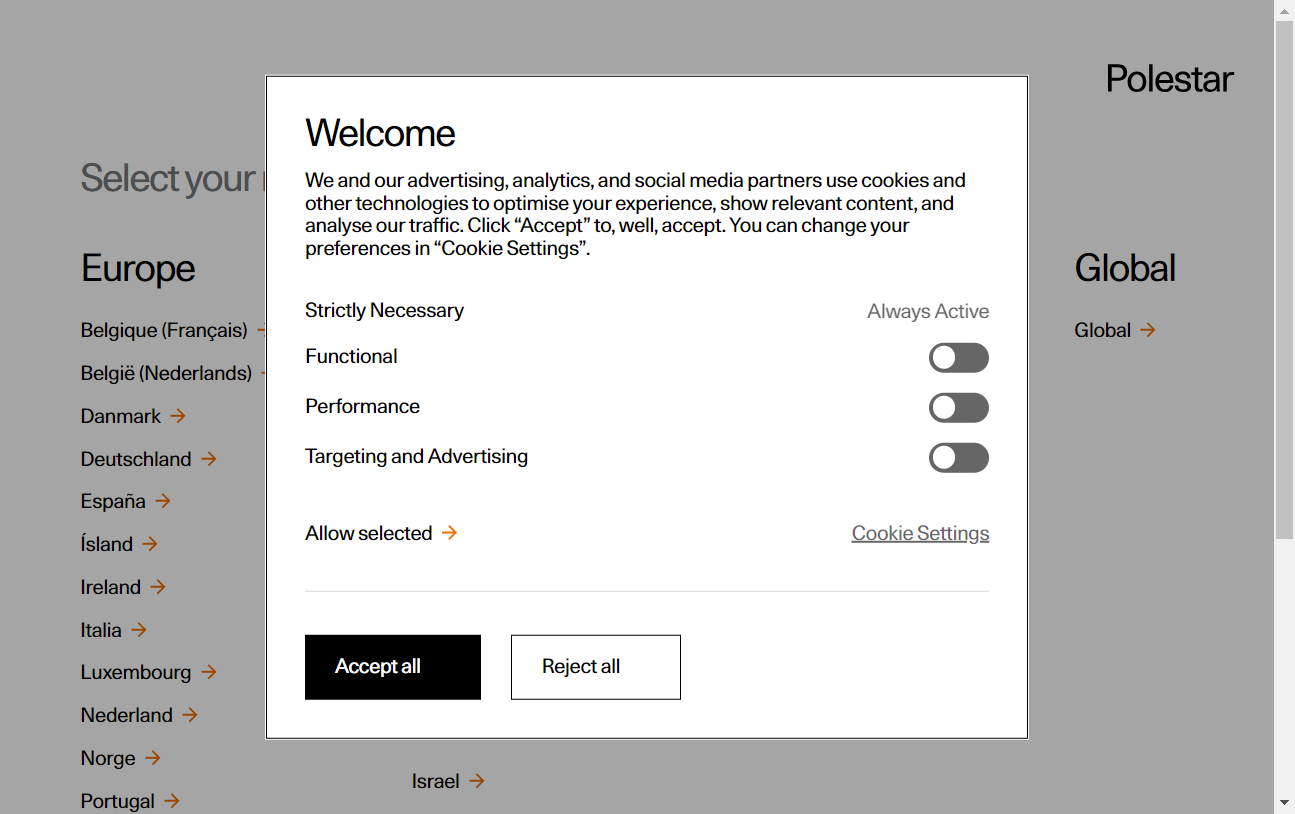 Polestar
Select your
Europe
Belgique (Français)
België (Nederlands)
Danmark
Deutschland
España
Ísland
Ireland
Italia
Luxembourg
Nederland
Norge
Portugal
Israel
Global
Global
Welcome
We and our advertising, analytics, and social media partners use cookies and
other technologies to optimise your experience, show relevant content, and
analyse our traffic. Click “Accept” to, well, accept. You can change your
preferences in “Cookie Settings”.
Strictly Necessary
Always Active
Functional
Performance
Targeting and Advertising
Allow selected
Cookie Settings
Accept all
Reject all